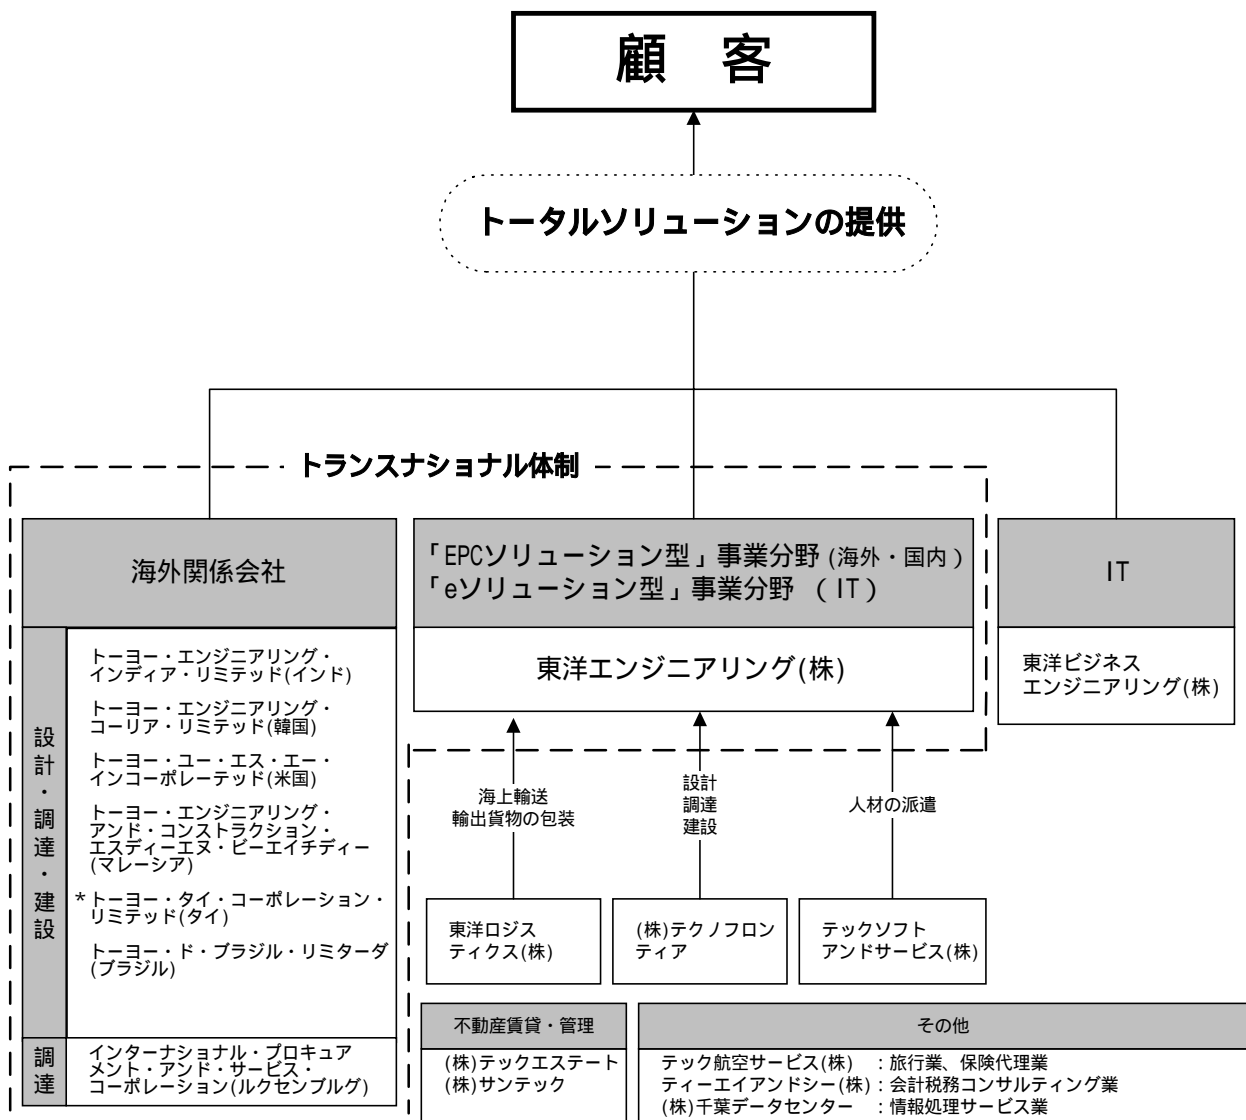 顧 客
トータルソリューションの提供
トランスナショナル体制
海外関係会社
設計・調達・建設
トーヨー・エンジニアリング・
インディア・リミテッド(インド)
トーヨー・エンジニアリング・
コーリア・リミテッド(韓国)
トーヨー・ユー・エス・エー・
インコーポレーテッド(米国)
トーヨー・エンジニアリング・
アンド・コンストラクション・
エスディーエヌ・ビーエイチディー
(マレーシア)
*トーヨー・タイ・コーポレーション・
リミテッド(タイ)
トーヨー・ド・ブラジル・リミターダ
(ブラジル)
調達
インターナショナル・プロキュア
メント・アンド・サービス・
コーポレーション(ルクセンブルグ)
「EPCソリューション型」事業分野(海外・国内)
「eソリューション型」事業分野 (IT)
東洋エンジニアリング(株)
IT
東洋ビジネス
エンジニアリング(株)
海上輸送
輸出貨物の包装
設計
調達
建設
人材の派遣
東洋ロジス
ティクス(株)
(株)テクノフロン
ティア
テックソフト
アンドサービス(株)
不動産賃貸・管理
(株)テックエステート
(株)サンテック
その他
テック航空サービス(株) :旅行業、保険代理業
ティーエイアンドシー(株):会計税務コンサルティング業
(株)千葉データセンター :情報処理サービス業